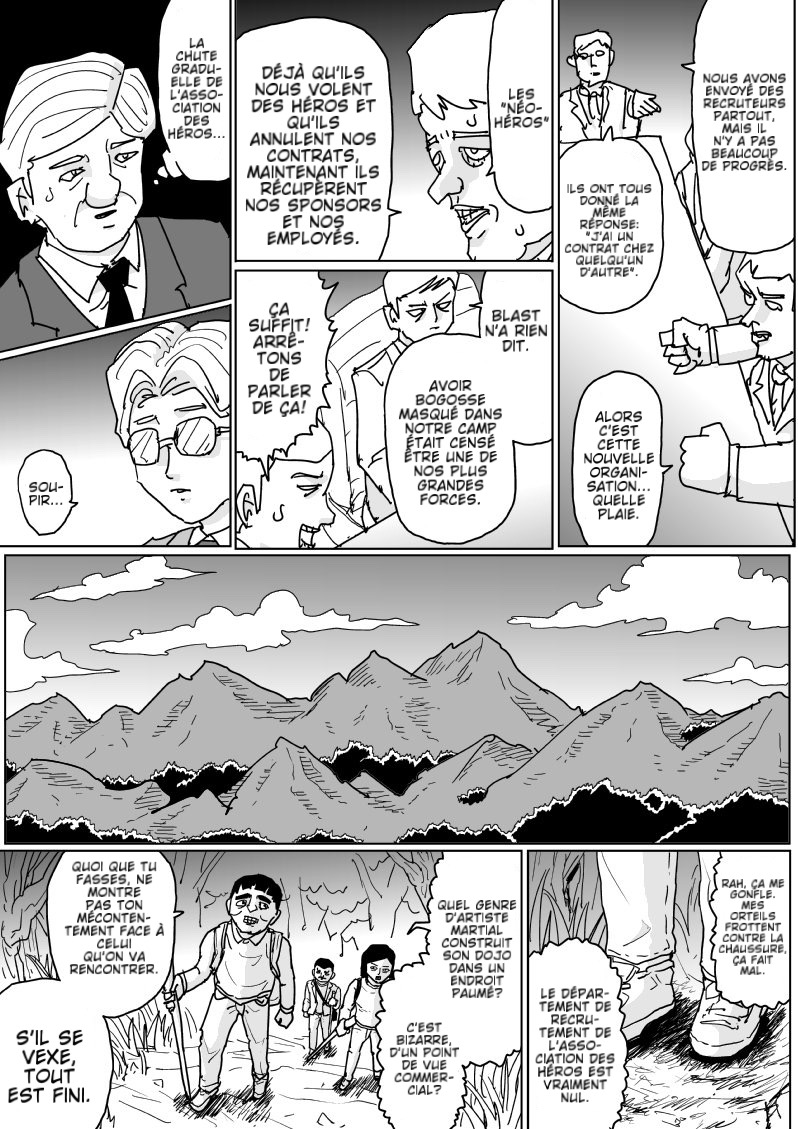 NOUS AVONS
ENVOYÉ DES
RECRUTEURS
PARTOUT,
MAIS IL
N'Y A PAS
BEAUCOUP
DE PROGRÈS.
ILS ONT TOUS
DONNÉ LA
MÊME
RÉPONSE:
"J'AI UN
CONTRAT CHEZ
QUELQU'UN
D'AUTRE".
ALORS
C'EST
CETTE
NOUVELLE
ORGANI-
SATION...
QUELLE
PLAIE.
LES
"NÉO-
HÉROS"
DÉJÀ QU'ILS
NOUS VOLENT
DES HÉROS ET
QU'ILS
ANNULENT NOS
CONTRATS,
MAINTENANT ILS
RÉCUPÈRENT
NOS SPONSORS
ET NOS
EMPLOYÉS.
LA
CHUTE
GRADU-
ELLE DE
L'ASSO-
CIATION
DES
HÉROS...
BLAST
N'A RIEN
DIT.
AVOIR
BOGOSSE
MASQUÉ DANS
NOTRE CAMP
ÉTAIT CENSÉ
ÊTRE UNE DE
NOS PLUS
GRANDES
FORCES.
ÇA
SUFFIT!
ARRÊ-
TONS
DE
PARLER
DE ÇA!
SOU-
PIR...
RAH, ÇA ME
GONFLE.
MES
ORTEILS
FROTTENT
CONTRE LA
CHAUSSURE,
ÇA FAIT
MAL.
LE DÉPAR-
TEMENT DE
RECRU-
TEMENT DE
L'ASSO-
CIATION DES
HÉROS EST
VRAIMENT
NUL.
QUEL GENRE
D'ARTISTE
MARTIAL
CONSTRUIT
SON DOJO
DANS UN
ENDROIT
PAUMÉ?
C'EST
BIZARRE,
D'UN POINT
DE VUE
COMMER-
CIAL?
QUOI QUE TU
FASSES, NE
MONTRE
PAS TON
MÉCONTEN-
TEMENT FACE À
CELUI
QU'ON VA
RENCONTRER.
S'IL SE
VEXE,
TOUT
EST FINI.